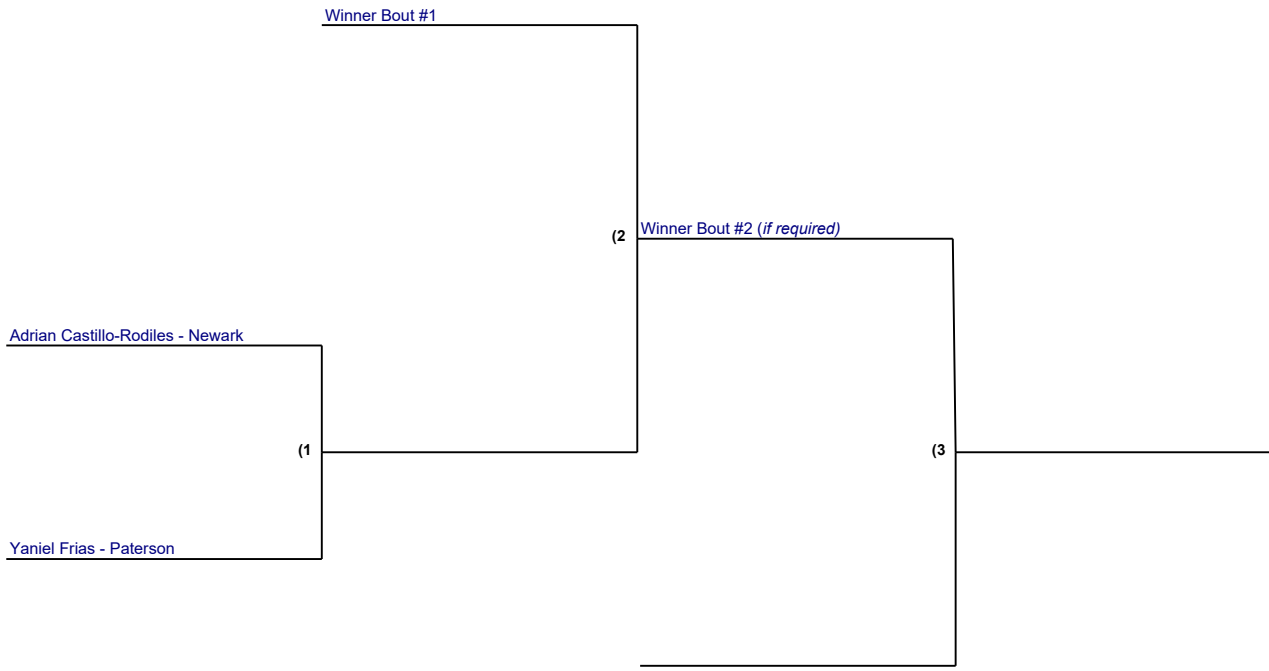 Winner Bout #1
(2
Winner Bout #2 (if required)
Adrian Castillo-Rodiles - Newark
(1
(3
Yaniel Frias - Paterson